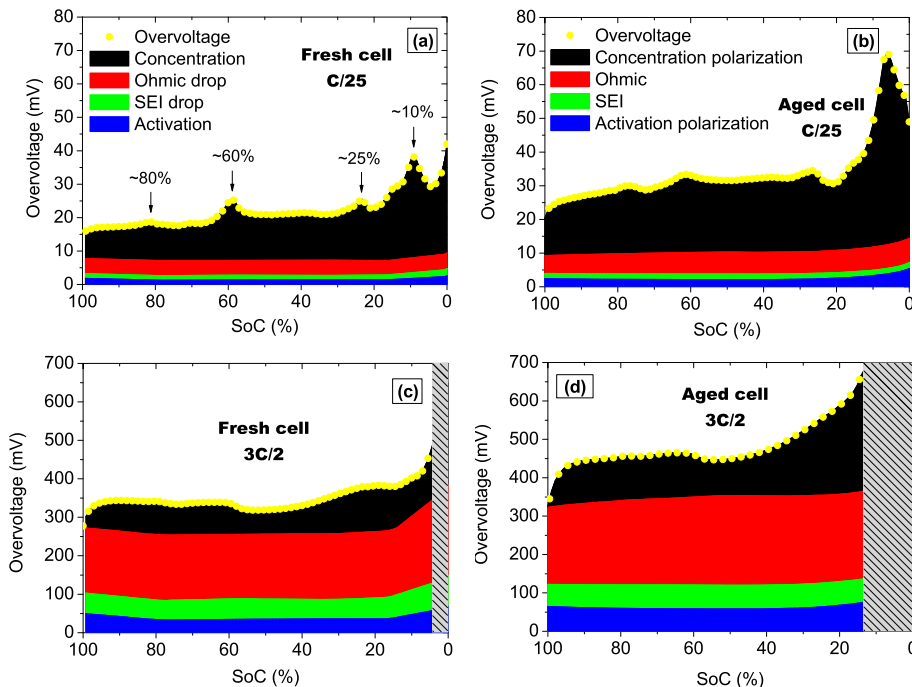 80
70
60
50
40
30
20
10
0
Overvoltage (mV)
Overvoltage
Concentration
Ohmic drop
SEI drop
Activation
Fresh cell
C/25
(a)
~80%
~60%
~25%
~10%
100 80 60 40 20 0
SoC (%)
80
70
60
50
40
30
20
10
0
Overvoltage (mV)
Overvoltage
Concentration polarization
Ohmic
SEI
Activation polarization
(b)
Aged cell
C/25
100 80 60 40 20 0
SoC (%)
700
600
500
400
300
200
100
0
Overvoltage (mV)
(c)
Fresh cell
3C/2
100 80 60 40 20 0
SoC (%)
700
600
500
400
300
200
100
0
Overvoltage (mV)
(d)
Aged cell
3C/2
100 80 60 40 20 0
SoC (%)